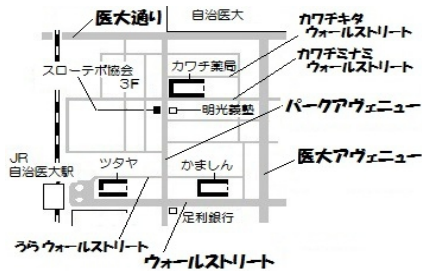 医大通り
自治医大
カワチキタ
ウォールストリート
カワチ薬局
カワチミナミ
ウォールストリート
スローテポ協会
3F
明光義塾
パークアヴェニュー
医大アヴェニュー
JR
自治医大駅
ツタヤ
かましん
足利銀行
うらウォールストリート
ウォールストリート